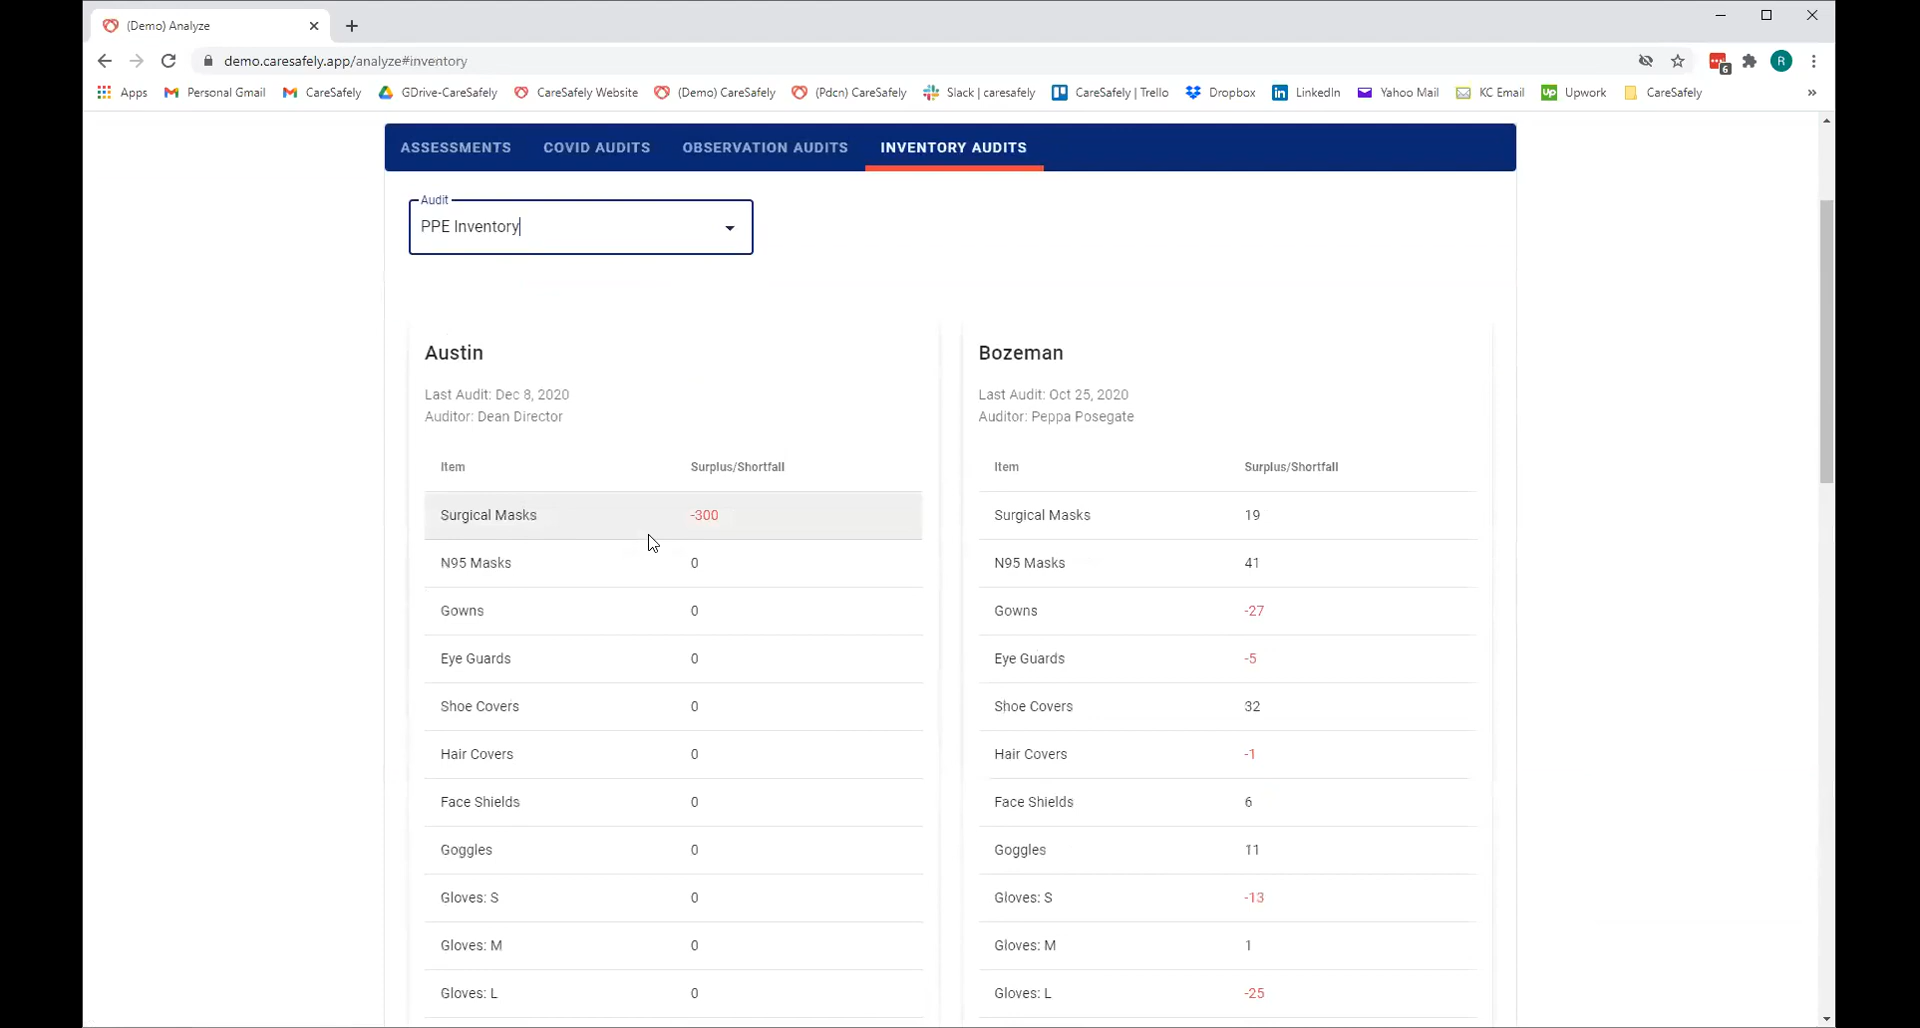 (Demo) Analyze
demo.caresafely.app/analyze#inventory
6
R
Apps Personal Gmail CareSafely GDrive-CareSafely CareSafely Website (Demo) CareSafely (Pdcn) CareSafely Slack | caresafely CareSafely | Trello Dropbox LinkedIn Yahoo Mail KC Email Upwork CareSafely »
ASSESSMENTS COVID AUDITS OBSERVATION AUDITS INVENTORY AUDITS
Audit
PPE Inventory
Austin
Last Audit: Dec 8, 2020
Auditor: Dean Director
Item Surplus/Shortfall
Surgical Masks -300
N95 Masks 0
Gowns 0
Eye Guards 0
Shoe Covers 0
Hair Covers 0
Face Shields 0
Goggles 0
Gloves: S 0
Gloves: M 0
Gloves: L 0
Bozeman
Last Audit: Oct 25, 2020
Auditor: Peppa Posegate
Item Surplus/Shortfall
Surgical Masks 19
N95 Masks 41
Gowns -27
Eye Guards -5
Shoe Covers 32
Hair Covers -1
Face Shields 6
Goggles 11
Gloves: S -13
Gloves: M 1
Gloves: L -25